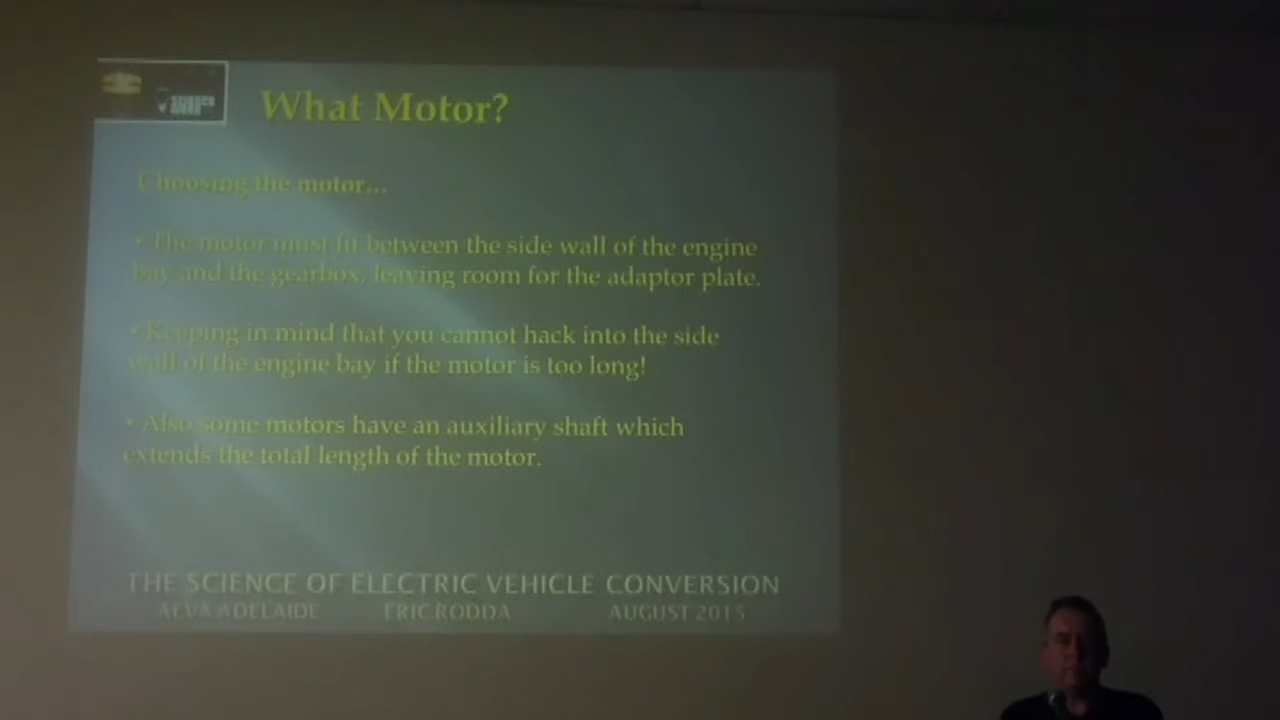 SCIENCE
What Motor?
Choosing the motor...
• The motor must fit between the side wall of the engine
bay and the gearbox, leaving room for the adaptor plate.
• Keeping in mind that you cannot hack into the side
wall of the engine bay if the motor is too long!
• Also some motors have an auxiliary shaft which
extends the total length of the motor.
THE SCIENCE OF ELECTRIC VEHICLE CONVERSION
AEVA ADELAIDE ERIC RODDA AUGUST 2015